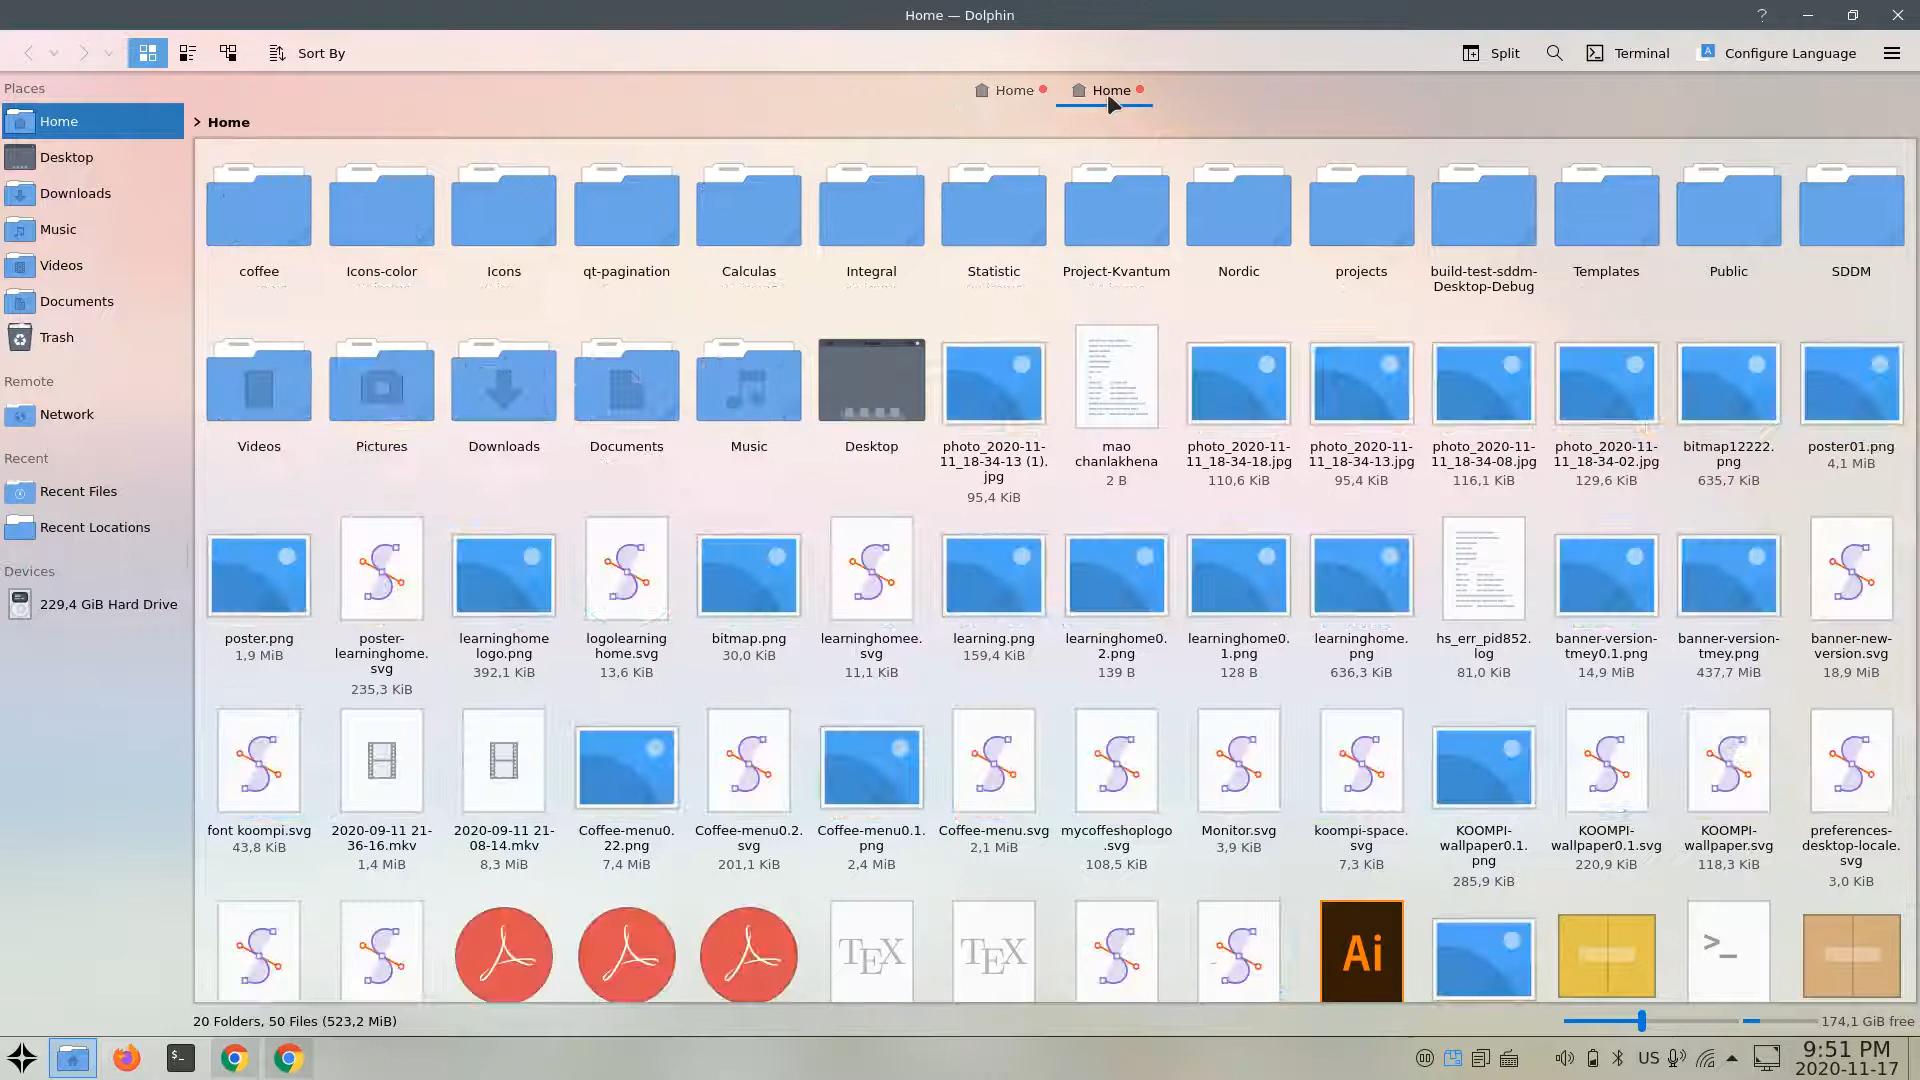 Home — Dolphin
?
Sort By
Split
Terminal
A Configure Language
Places
Home
Home
Home
> Home
Desktop
Downloads
Music
Videos
Documents
Trash
Remote
Network
Recent
Recent Files
Recent Locations
Devices
229,4 GiB Hard Drive
coffee
Icons-color
Icons
qt-pagination
Calculas
Integral
Statistic
Project-Kvantum
Nordic
projects
build-test-sddm-
Desktop-Debug
Templates
Public
SDDM
Videos
Pictures
Downloads
Documents
Music
Desktop
photo_2020-11-
11_18-34-13 (1).
jpg
95,4 KiB
mao
chanlakhena
2 B
photo_2020-11-
11_18-34-18.jpg
110,6 KiB
photo_2020-11-
11_18-34-13.jpg
95,4 KiB
photo_2020-11-
11_18-34-08.jpg
116,1 KiB
photo_2020-11-
11_18-34-02.jpg
129,6 KiB
bitmap12222.
png
635,7 KiB
poster01.png
4,1 MiB
poster.png
1,9 MiB
poster-
learninghome.
svg
235,3 KiB
learninghome
logo.png
392,1 KiB
logolearning
home.svg
13,6 KiB
bitmap.png
30,0 KiB
learninghomee.
svg
11,1 KiB
learning.png
159,4 KiB
learninghome0.
2.png
139 B
learninghome0.
1.png
128 B
learninghome.
png
636,3 KiB
hs_err_pid852.
log
81,0 KiB
banner-version-
tmey0.1.png
14,9 MiB
banner-version-
tmey.png
437,7 MiB
banner-new-
version.svg
18,9 MiB
font koompi.svg
43,8 KiB
2020-09-11 21-
36-16.mkv
1,4 MiB
2020-09-11 21-
08-14.mkv
8,3 MiB
Coffee-menu0.
22.png
7,4 MiB
Coffee-menu0.2.
svg
201,1 KiB
Coffee-menu0.1.
png
2,4 MiB
Coffee-menu.svg
2,1 MiB
mycoffeshoplogo
.svg
108,5 KiB
Monitor.svg
3,9 KiB
koompi-space.
svg
7,3 KiB
KOOMPI-
wallpaper0.1.
png
285,9 KiB
KOOMPI-
wallpaper0.1.svg
220,9 KiB
KOOMPI-
wallpaper.svg
118,3 KiB
preferences-
desktop-locale.
svg
3,0 KiB
TEX
TEX
Ai
>_
20 Folders, 50 Files (523,2 MiB)
174,1 GiB free
$_
US
9:51 PM
2020-11-17